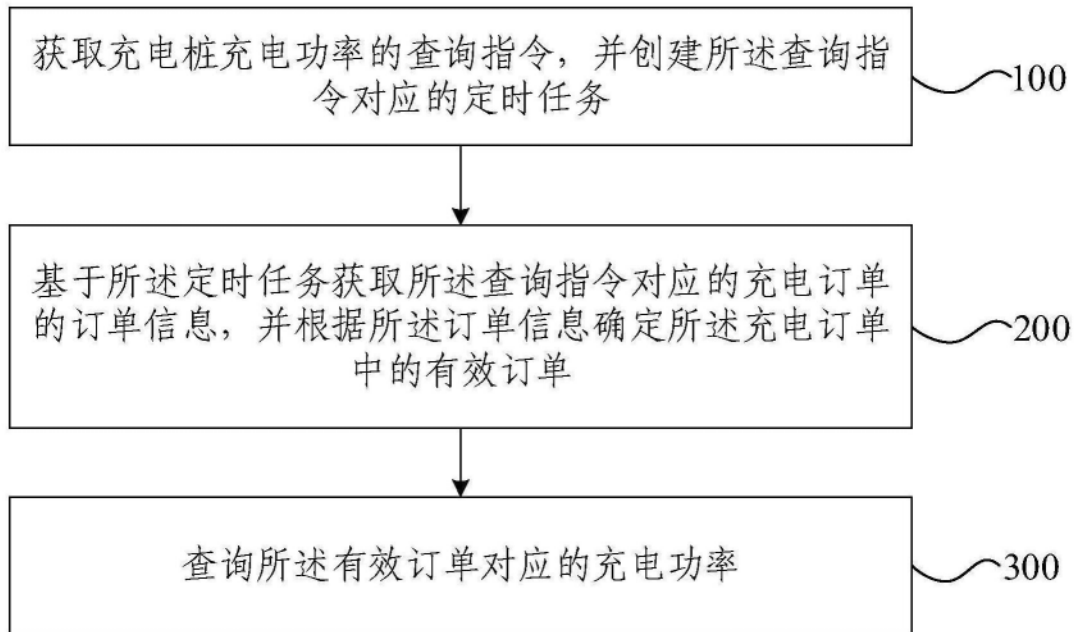 获取充电桩充电功率的查询指令，并创建所述查询指
令对应的定时任务
100
基于所述定时任务获取所述查询指令对应的充电订单
的订单信息，并根据所述订单信息确定所述充电订单
中的有效订单
200
查询所述有效订单对应的充电功率
300